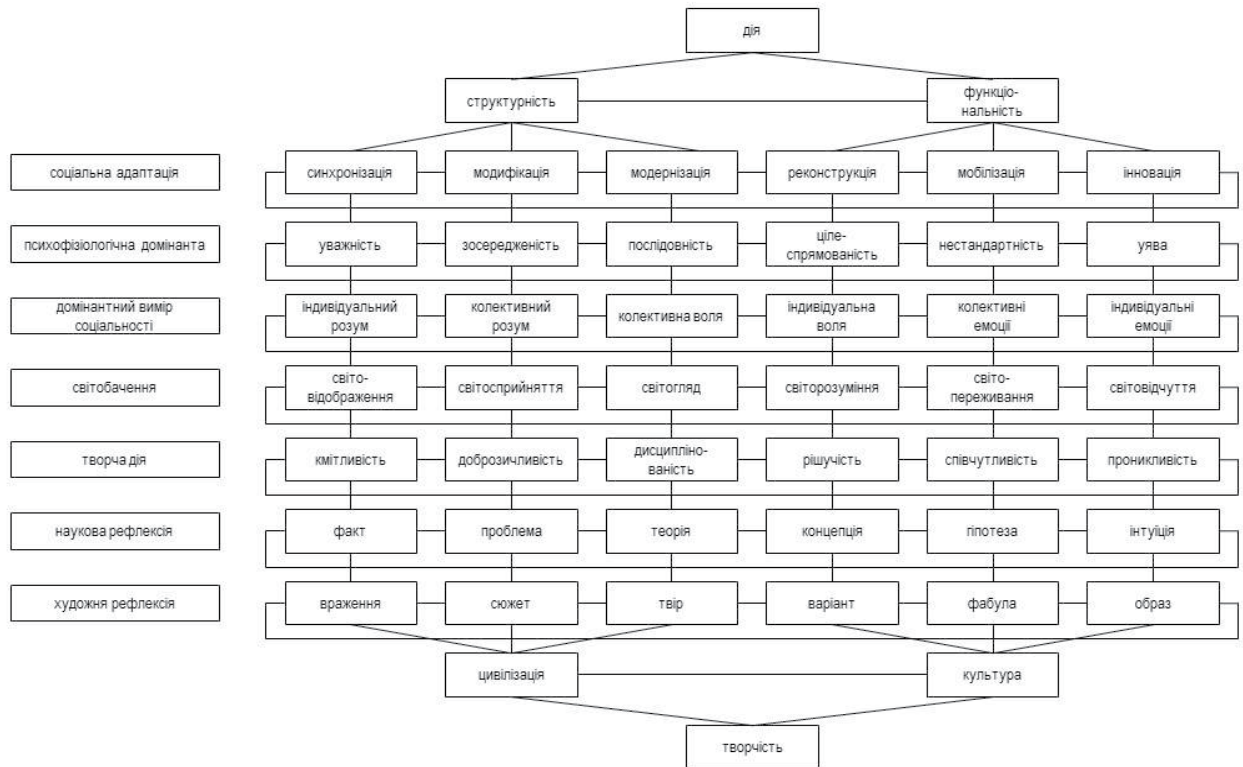 дія
структурність
функціо-
нальність
соціальна адаптація
синхронізація
модифікація
модернізація
реконструкція
мобілізація
інновація
психофізіологічна домінанта
уважність
зосередженість
послідовність
ціле-
спрямованість
нестандартність
уява
домінантний вимір
соціальності
індивідуальний
розум
колективний
розум
колективна воля
індивідуальна
воля
колективні
емоції
індивідуальні
емоції
світобачення
світо-
відображення
світосприйняття
світогляд
світорозуміння
світо-
переживання
світовідчуття
творча дія
кмітливість
доброзичливість
дисципліно-
ваність
рішучість
співчутливість
проникливість
наукова рефлексія
факт
проблема
теорія
концепція
гіпотеза
інтуїція
художня рефлексія
враження
сюжет
твір
варіант
фабула
образ
цивілізація
культура
творчість